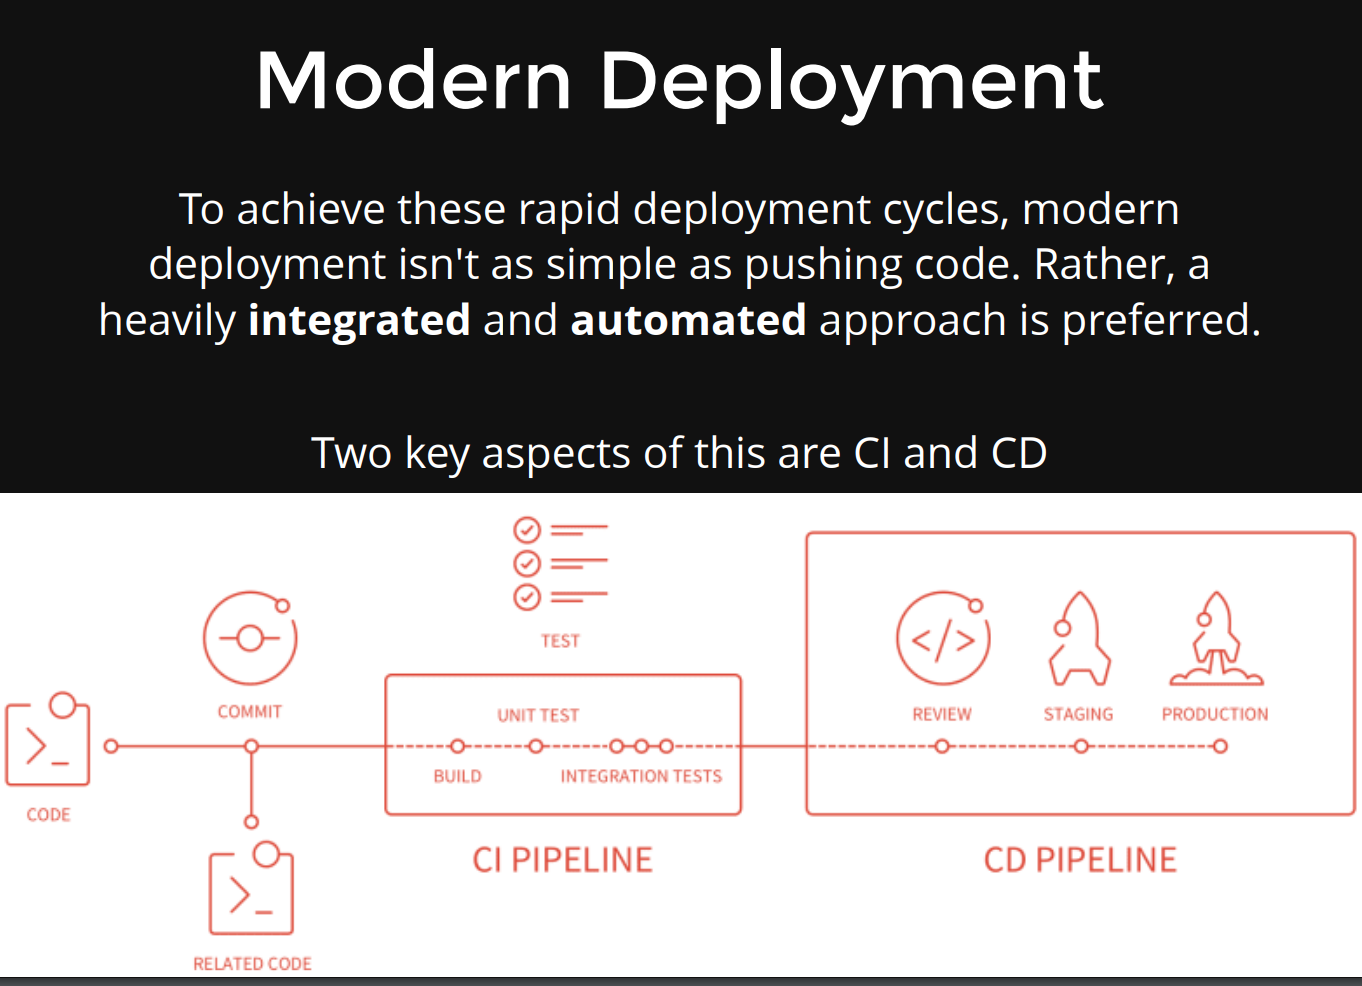 Modern Deployment
To achieve these rapid deployment cycles, modern
deployment isn't as simple as pushing code. Rather, a
heavily integrated and automated approach is preferred.
Two key aspects of this are CI and CD
TEST
COMMIT
UNIT TEST
REVIEW
STAGING
PRODUCTION
BUILD
INTEGRATION TESTS
CODE
CI PIPELINE
CD PIPELINE
RELATED CODE